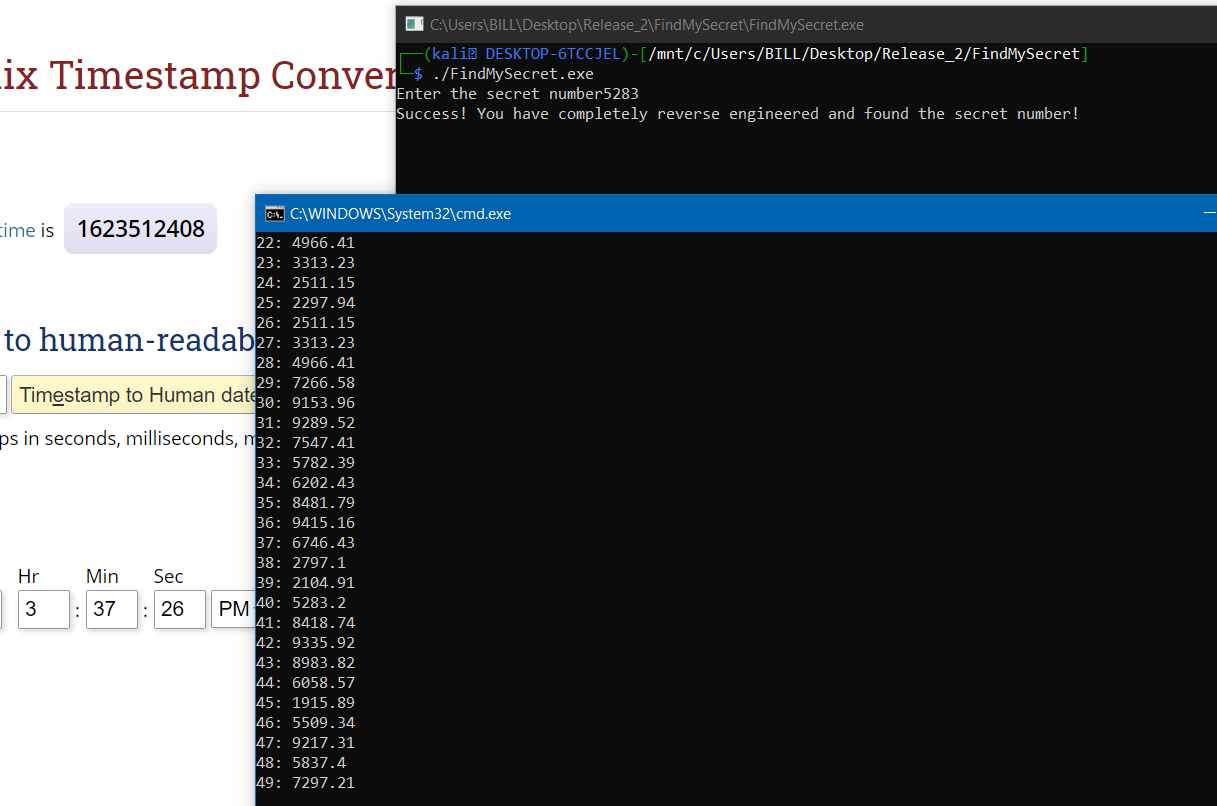 C:\Users\BILL\Desktop\Release_2\FindMySecret\FindMySecret.exe
(kali DESKTOP-6TCCJEL)-[/mnt/c/Users/BILL/Desktop/Release_2/FindMySecret]
$ ./FindMySecret.exe
Enter the secret number5283
Success! You have completely reverse engineered and found the secret number!
ix Timestamp Conver
time is 1623512408
to human-readab
Timestamp to Human date
ps in seconds, milliseconds, m
Hr Min Sec
3 : 37 : 26 PM
C:\WINDOWS\System32\cmd.exe
22: 4966.41
23: 3313.23
24: 2511.15
25: 2297.94
26: 2511.15
27: 3313.23
28: 4966.41
29: 7266.58
30: 9153.96
31: 9289.52
32: 7547.41
33: 5782.39
34: 6202.43
35: 8481.79
36: 9415.16
37: 6746.43
38: 2797.1
39: 2104.91
40: 5283.2
41: 8418.74
42: 9335.92
43: 8983.82
44: 6058.57
45: 1915.89
46: 5509.34
47: 9217.31
48: 5837.4
49: 7297.21